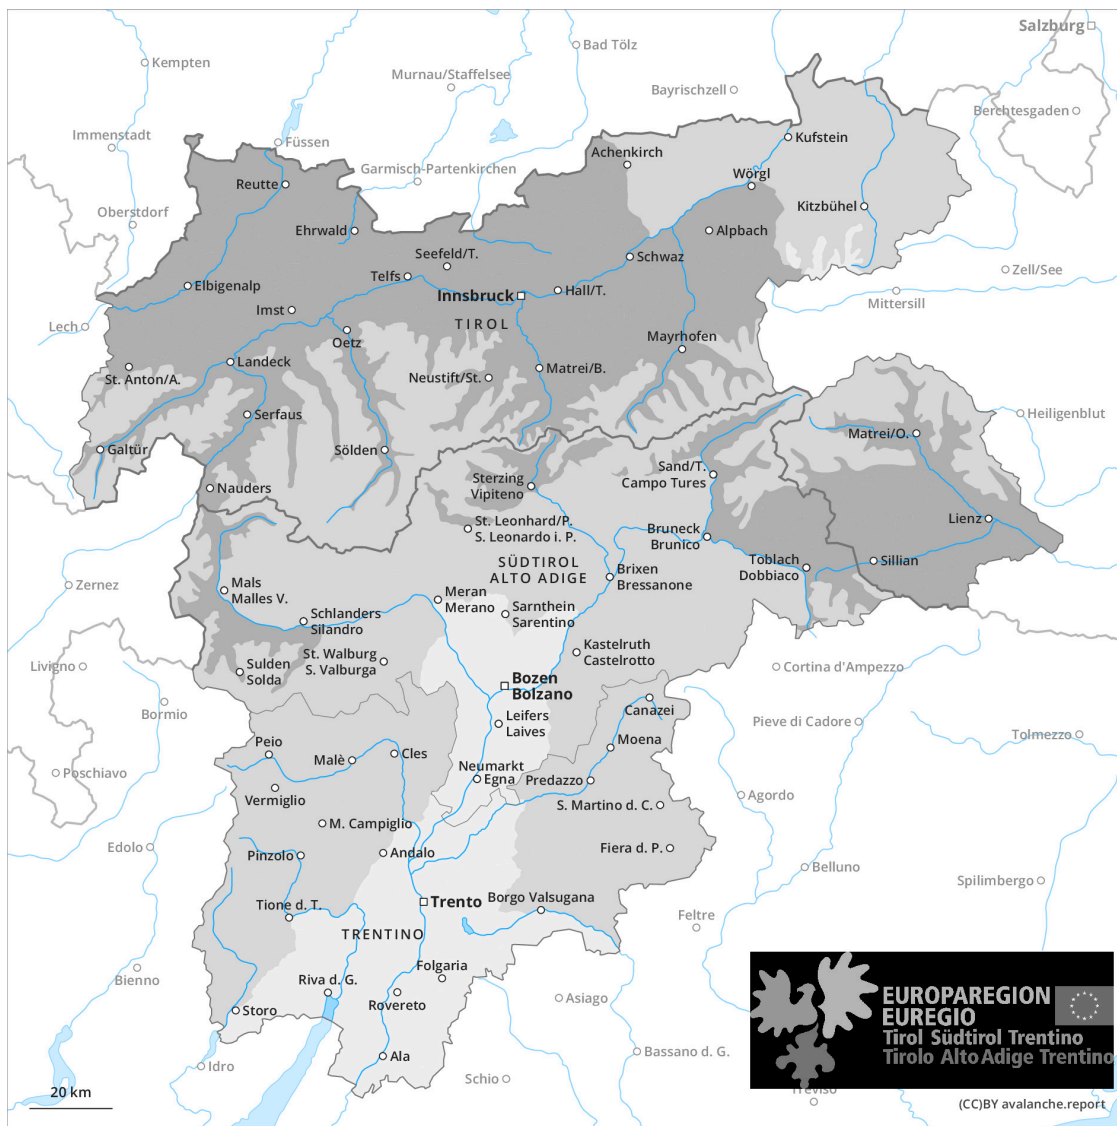 Salzburg
Bad Tölz
Kempten
Murnau/Staffelsee
Bayrischzell
Berchtesgaden
Immenstadt
Füssen
Kufstein
Achenkirch
Garmisch-Partenkirchen
Wörgl
Reutte
Kitzbühel
Oberstdorf
Ehrwald
Alpbach
Seefeld/T.
Schwaz
Telfs
Zell/See
Elbigenalp
Hall/T.
Innsbruck
Mittersill
Imst
TIROL
Lech
Oetz
Mayrhofen
Landeck
Matrei/B.
St. Anton/A.
Neustift/St.
Serfaus
Heiligenblut
Matrei/O.
Galtür
Sölden
Sand/T.
Campo Tures
Sterzing
Vipiteno
Nauders
Lienz
St. Leonhard/P.
S. Leonardo i. P.
Bruneck
Brunico
SÜDTIROL
ALTO ADIGE
Toblach
Dobbiaco
Sillian
Brixen
Bressanone
Zernez
Mals
Malles V.
Meran
Merano
Sarnthein
Sarentino
Schlanders
Silandro
Kastelruth
Castelrotto
St. Walburg
S. Valburga
Livigno
Sulden
Solda
Cortina d'Ampezzo
Bozen
Bolzano
Canazei
Bormio
Leifers
Laives
Pieve di Cadore
Tolmezzo
Moena
Peio
Cles
Malè
Neumarkt
Egna
Poschiavo
Predazzo
Vermiglio
Agordo
S. Martino d. C.
M. Campiglio
Edolo
Fiera d. P.
Pinzolo
Andalo
Belluno
Spilimbergo
Borgo Valsugana
Trento
Tione d. T.
Feltre
TRENTINO
Folgaria
Bienno
Riva d. G.
Rovereto
Asiago
Storo
EUROPAREGION
EUREGIO
Tirol Südtirol Trentino
Tirolo Alto Adige Trentino
Ala
Bassano d. G.
Idro
Schio
20 km
Treviso
(CC)BY avalanche.report